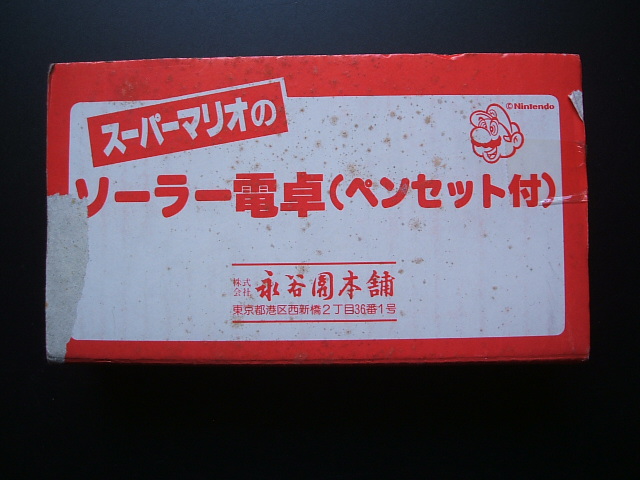 スーパーマリオの
©Nintendo
ソーラー電卓(ペンセット付)
株式会社 永谷園本舗
東京都港区西新橋2丁目36番1号